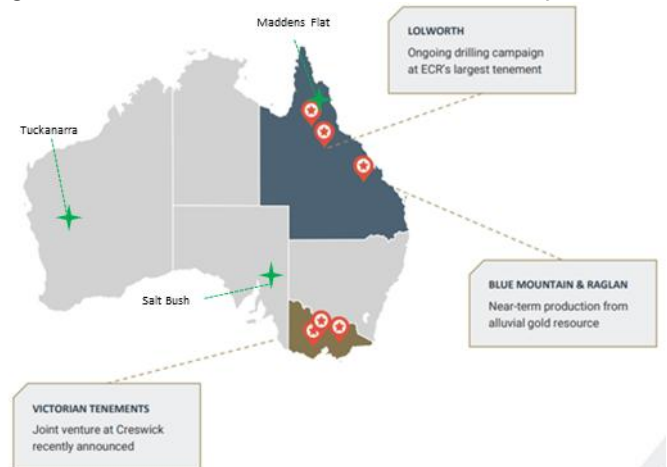 Maddens Flat
LOLWORTH
Ongoing drilling campaign
at ECR's largest tenement
Tuckanarra
Salt Bush
BLUE MOUNTAIN & RAGLAN
Near-term production from
alluvial gold resource
VICTORIAN TENEMENTS
Joint venture at Creswick
recently announced